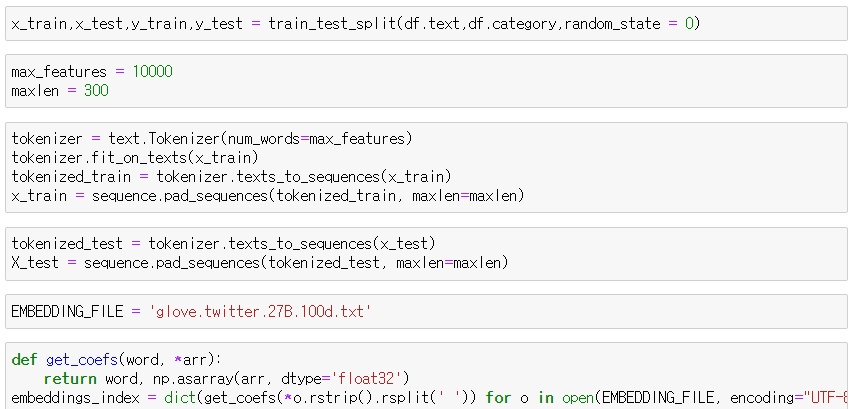 x_train,x_test,y_train,y_test = train_test_split(df.text,df.category,random_state = 0)
max_features = 10000
maxlen = 300
tokenizer = text.Tokenizer(num_words=max_features)
tokenizer.fit_on_texts(x_train)
tokenized_train = tokenizer.texts_to_sequences(x_train)
x_train = sequence.pad_sequences(tokenized_train, maxlen=maxlen)
tokenized_test = tokenizer.texts_to_sequences(x_test)
X_test = sequence.pad_sequences(tokenized_test, maxlen=maxlen)
EMBEDDING_FILE = 'glove.twitter.27B.100d.txt'
def get_coefs(word, *arr):
    return word, np.asarray(arr, dtype='float32')
embeddings_index = dict(get_coefs(*o.rstrip().rsplit(' ')) for o in open(EMBEDDING_FILE, encoding="UTF-8